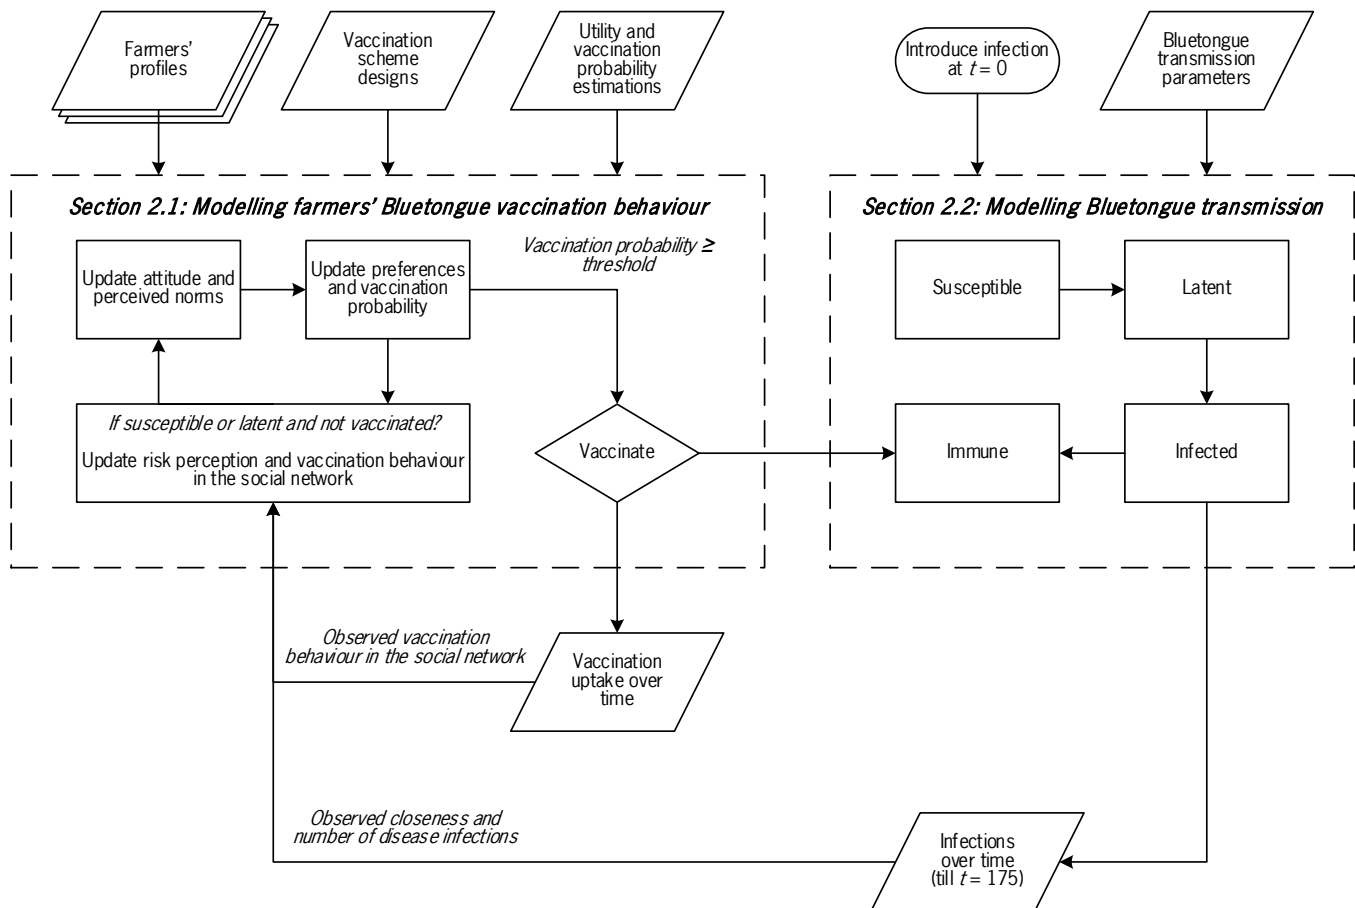 Farmers'
profiles
Vaccination
scheme
designs
Utility and
vaccination
probability
estimations
Introduce infection
at t = 0
Bluetongue
transmission
parameters
Section 2.1: Modelling farmers' Bluetongue vaccination behaviour
Section 2.2: Modelling Bluetongue transmission
Update attitude and
perceived norms
Update preferences
and vaccination
probability
Vaccination probability ≥
threshold
Susceptible
Latent
If susceptible or latent and not vaccinated?
Update risk perception and vaccination behaviour
in the social network
Vaccinate
Immune
Infected
Observed vaccination
behaviour in the social network
Vaccination
uptake over
time
Observed closeness and
number of disease infections
Infections
over time
(till t = 175)